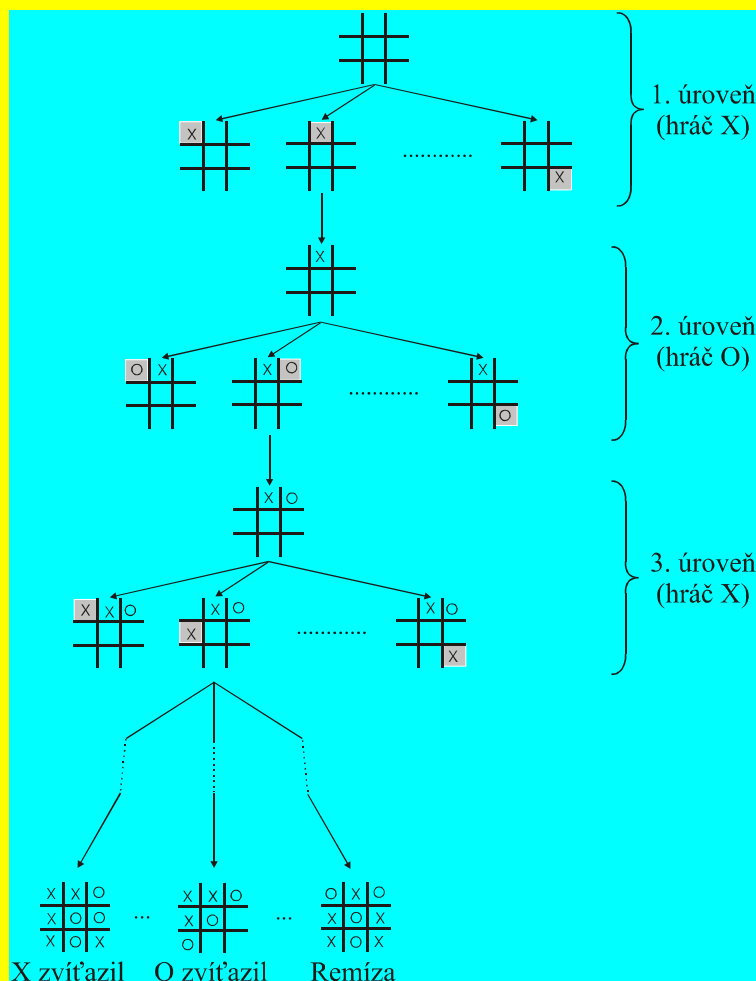 1. úroveň
(hráč X)
X X X
X
2. úroveň
(hráč O)
O X X O X
O
X O
3. úroveň
(hráč X)
X X O X O X O
X
X
X X O X X O O X O
X O O X O X O X
X O X O X O X
X zvíťazil O zvíťazil Remíza